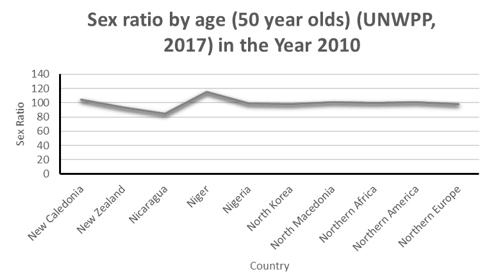 Sex ratio by age (50 year olds) (UNWPP,
2017) in the Year 2010
140
120
100
80
60
40
20
0
Sex Ratio
New Caledonia
New Zealand
Nicaragua
Niger
Nigeria
North Korea
North Macedonia
Northern Africa
Northern America
Northern Europe
Country